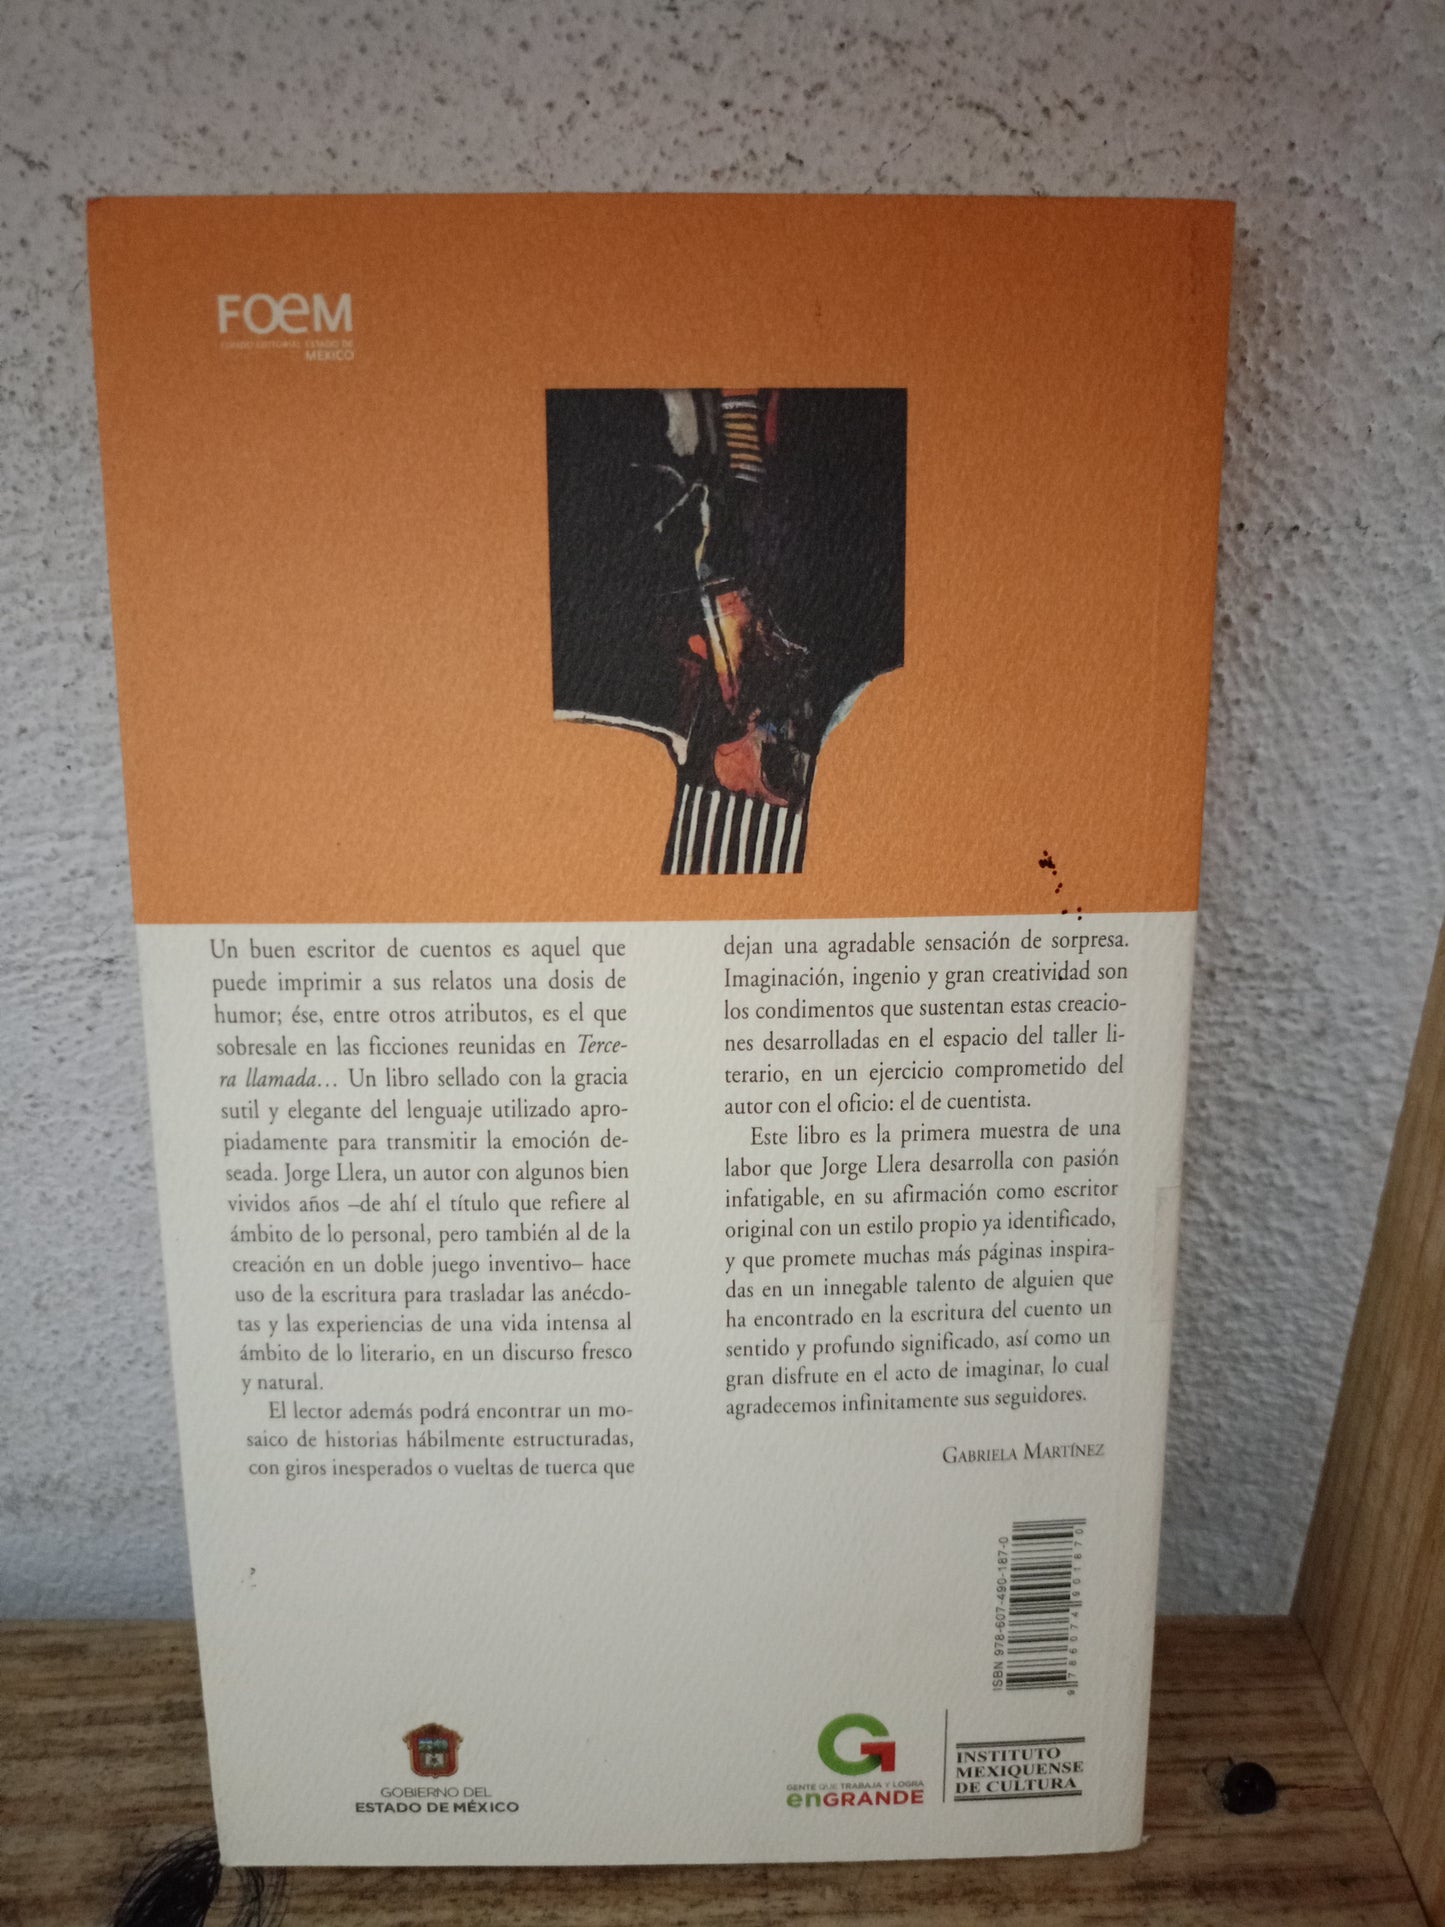 FOEM
FONDO EDITORIAL ESTADO DE
MÉXICO
Un buen escritor de cuentos es aquel que
puede imprimir a sus relatos una dosis de
humor; ése, entre otros atributos, es el que
sobresale en las ficciones reunidas en Terce-
ra llamada... Un libro sellado con la gracia
sutil y elegante del lenguaje utilizado apro-
piadamente para transmitir la emoción de-
seada. Jorge Llera, un autor con algunos bien
vividos años –de ahí el título que refiere al
ámbito de lo personal, pero también al de la
creación en un doble juego inventivo– hace
uso de la escritura para trasladar las anécdo-
tas y las experiencias de una vida intensa al
ámbito de lo literario, en un discurso fresco
y natural.
El lector además podrá encontrar un mo-
saico de historias hábilmente estructuradas,
con giros inesperados o vueltas de tuerca que
dejan una agradable sensación de sorpresa.
Imaginación, ingenio y gran creatividad son
los condimentos que sustentan estas creacio-
nes desarrolladas en el espacio del taller li-
terario, en un ejercicio comprometido del
autor con el oficio: el de cuentista.
Este libro es la primera muestra de una
labor que Jorge Llera desarrolla con pasión
infatigable, en su afirmación como escritor
original con un estilo propio ya identificado,
y que promete muchas más páginas inspira-
das en un innegable talento de alguien que
ha encontrado en la escritura del cuento un
sentido y profundo significado, así como un
gran disfrute en el acto de imaginar, lo cual
agradecemos infinitamente sus seguidores.
GABRIELA MARTÍNEZ
ISBN 978-607-490-187-0
9 786074 901870
GOBIERNO DEL
ESTADO DE MÉXICO
GENTE QUE TRABAJA Y LOGRA
enGRANDE
INSTITUTO
MEXIQUENSE
DE CULTURA